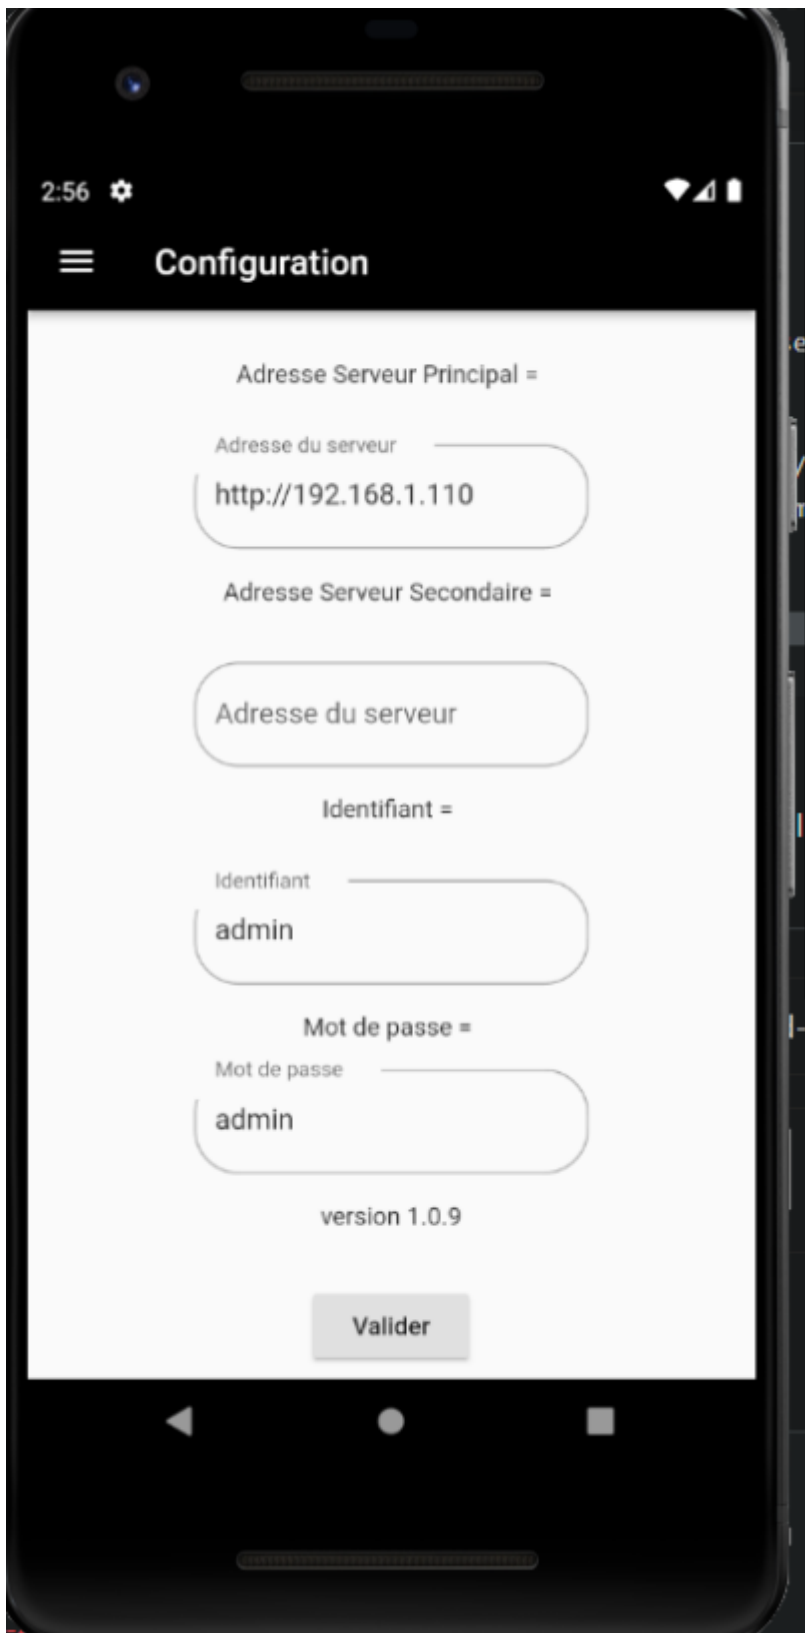 2:56
Configuration
Adresse Serveur Principal =
Adresse du serveur
http://192.168.1.110
Adresse Serveur Secondaire =
Adresse du serveur
Identifiant =
Identifiant
admin
Mot de passe =
Mot de passe
admin
version 1.0.9
Valider